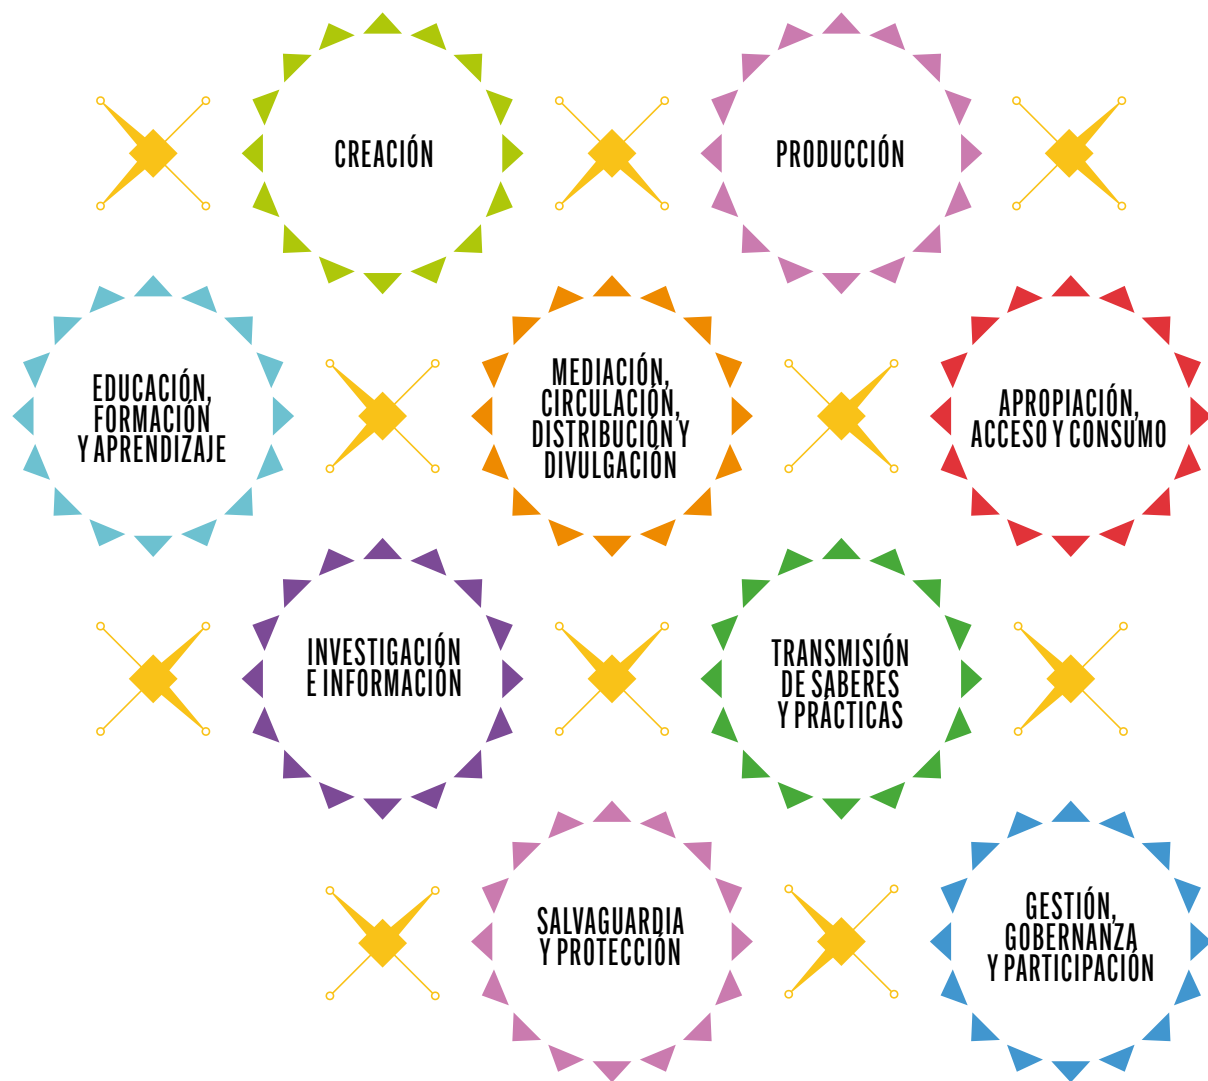 CREACIÓN
PRODUCCIÓN
EDUCACIÓN,
FORMACIÓN
Y APRENDIZAJE
MEDIACIÓN,
CIRCULACIÓN,
DISTRIBUCIÓN Y
DIVULGACIÓN
APROPIACIÓN,
ACCESO Y CONSUMO
INVESTIGACIÓN
E INFORMACIÓN
TRANSMISIÓN
DE SABERES
Y PRÁCTICAS
SALVAGUARDIA
Y PROTECCIÓN
GESTIÓN,
GOBERNANZA
Y PARTICIPACIÓN